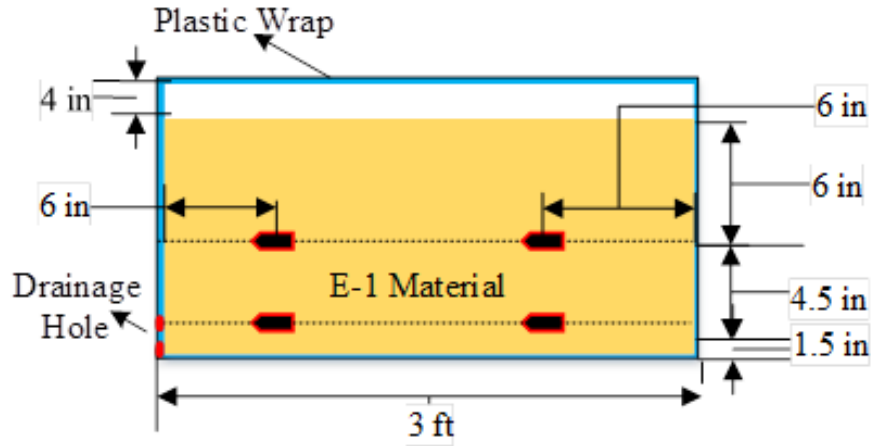 Plastic Wrap
4 in
6 in
6 in
6 in
E-1 Material
Drainage
Hole
4.5 in
1.5 in
3 ft